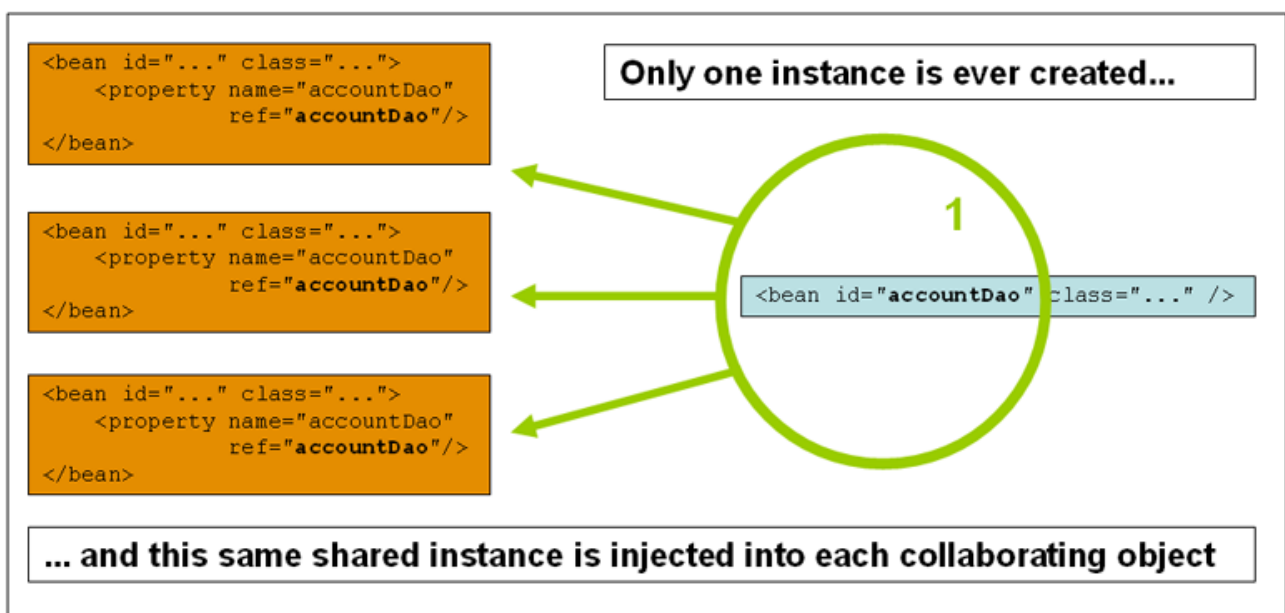 <bean id="..." class="...">
<property name="accountDao"
ref="accountDao"/>
</bean>
Only one instance is ever created...
<bean id="..." class="...">
<property name="accountDao"
ref="accountDao"/>
</bean>
1
<bean id="accountDao" class="..." />
<bean id="..." class="...">
<property name="accountDao"
ref="accountDao"/>
</bean>
... and this same shared instance is injected into each collaborating object